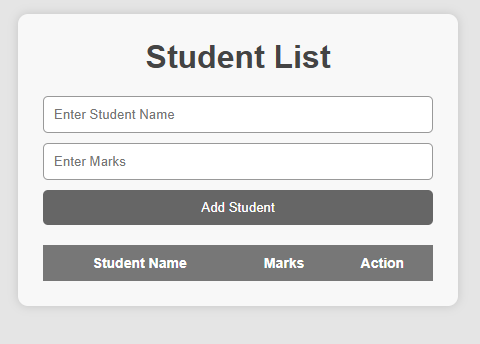 Student List
Enter Student Name
Enter Marks
Add Student
Student Name Marks Action